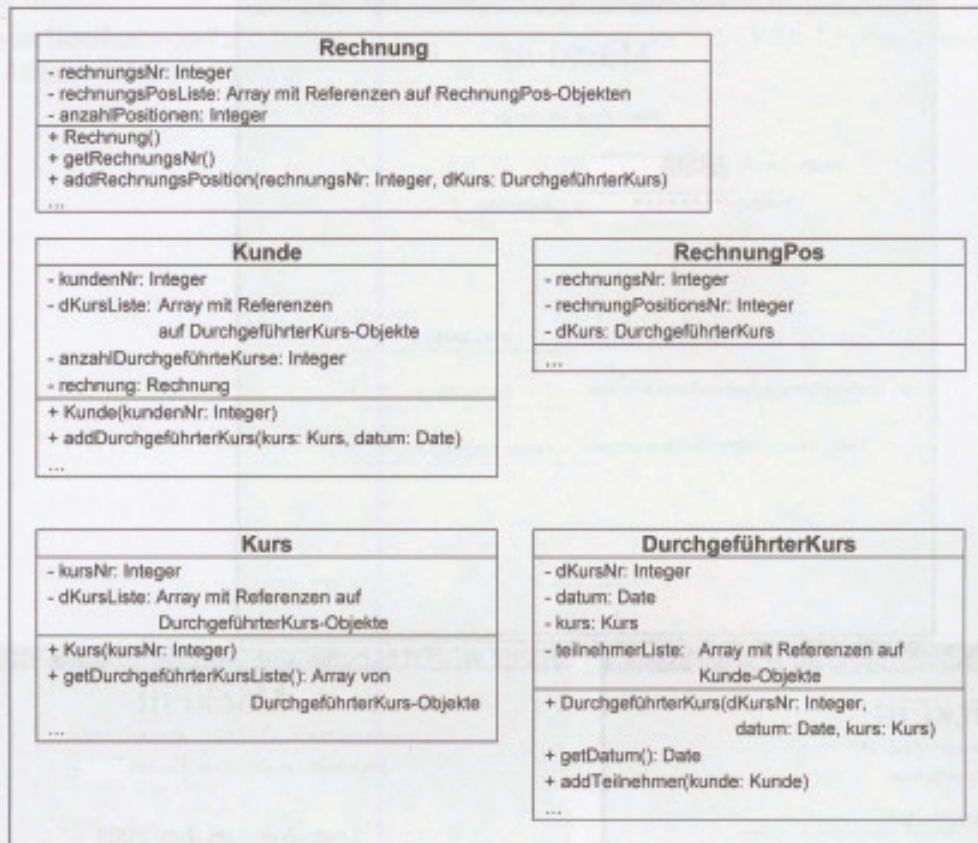 Rechnung
- rechnungsNr: Integer
- rechnungsPosListe: Array mit Referenzen auf RechnungPos-Objekten
- anzahlPositionen: Integer
+ Rechnung()
+ getRechnungsNr()
+ addRechnungsPosition(rechnungsNr: Integer, dKurs: DurchgeführterKurs)
...
Kunde
- kundenNr: Integer
- dKursListe: Array mit Referenzen
auf DurchgeführterKurs-Objekte
- anzahlDurchgeführteKurse: Integer
- rechnung: Rechnung
+ Kunde(kundenNr: Integer)
+ addDurchgeführterKurs(kurs: Kurs, datum: Date)
...
RechnungPos
- rechnungsNr: Integer
- rechnungPositionsNr: Integer
- dKurs: DurchgeführterKurs
...
Kurs
- kursNr: Integer
- dKursListe: Array mit Referenzen auf
DurchgeführterKurs-Objekte
+ Kurs(kursNr: Integer)
+ getDurchgeführterKursListe(): Array von
DurchgeführterKurs-Objekte
...
DurchgeführterKurs
- dKursNr: Integer
- datum: Date
- kurs: Kurs
- teilnehmerListe: Array mit Referenzen auf
Kunde-Objekte
+ DurchgeführterKurs(dKursNr: Integer,
datum: Date, kurs: Kurs)
+ getDatum(): Date
+ addTeilnehmer(kunde: Kunde)
...